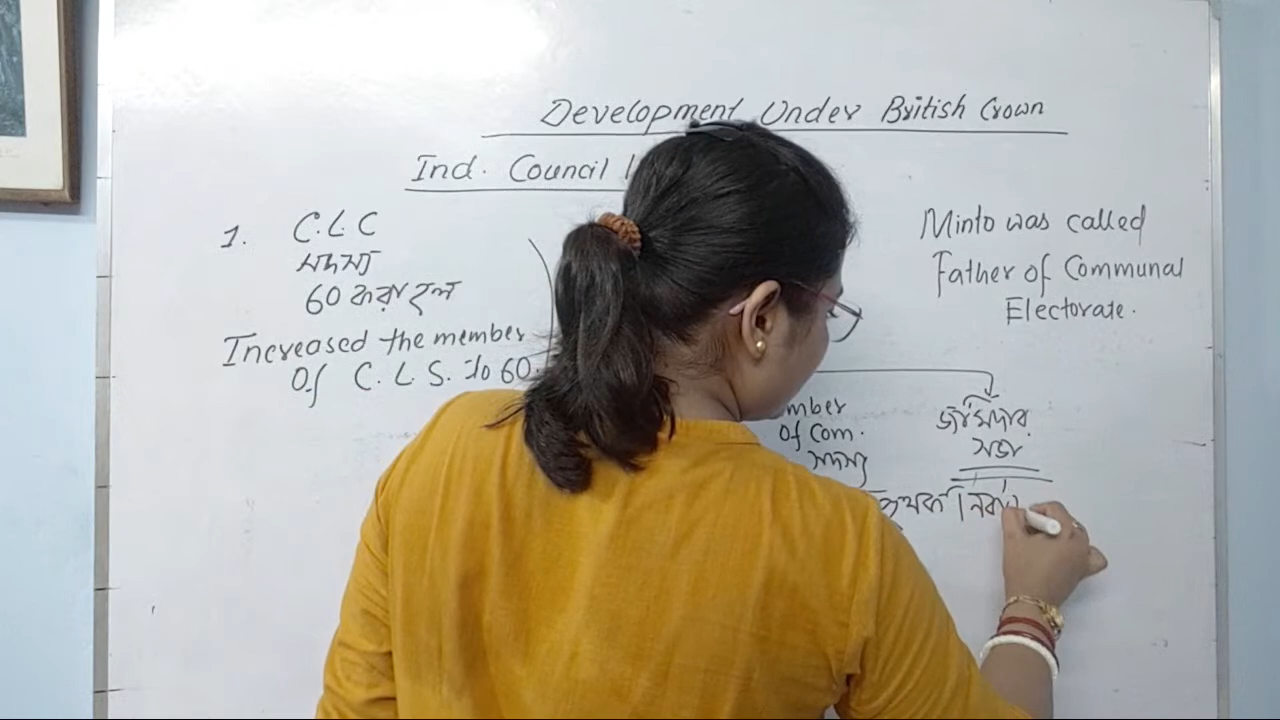 Development Under British Crown
Ind. Council
1. C.L.C
সদস্য
60 করা হল
Increased the member
Of C.L.S. to 60.
Minto was called
Father of Communal
Electorate.
Of Com.
সদস্য
জমিদার
সভা
পৃথক